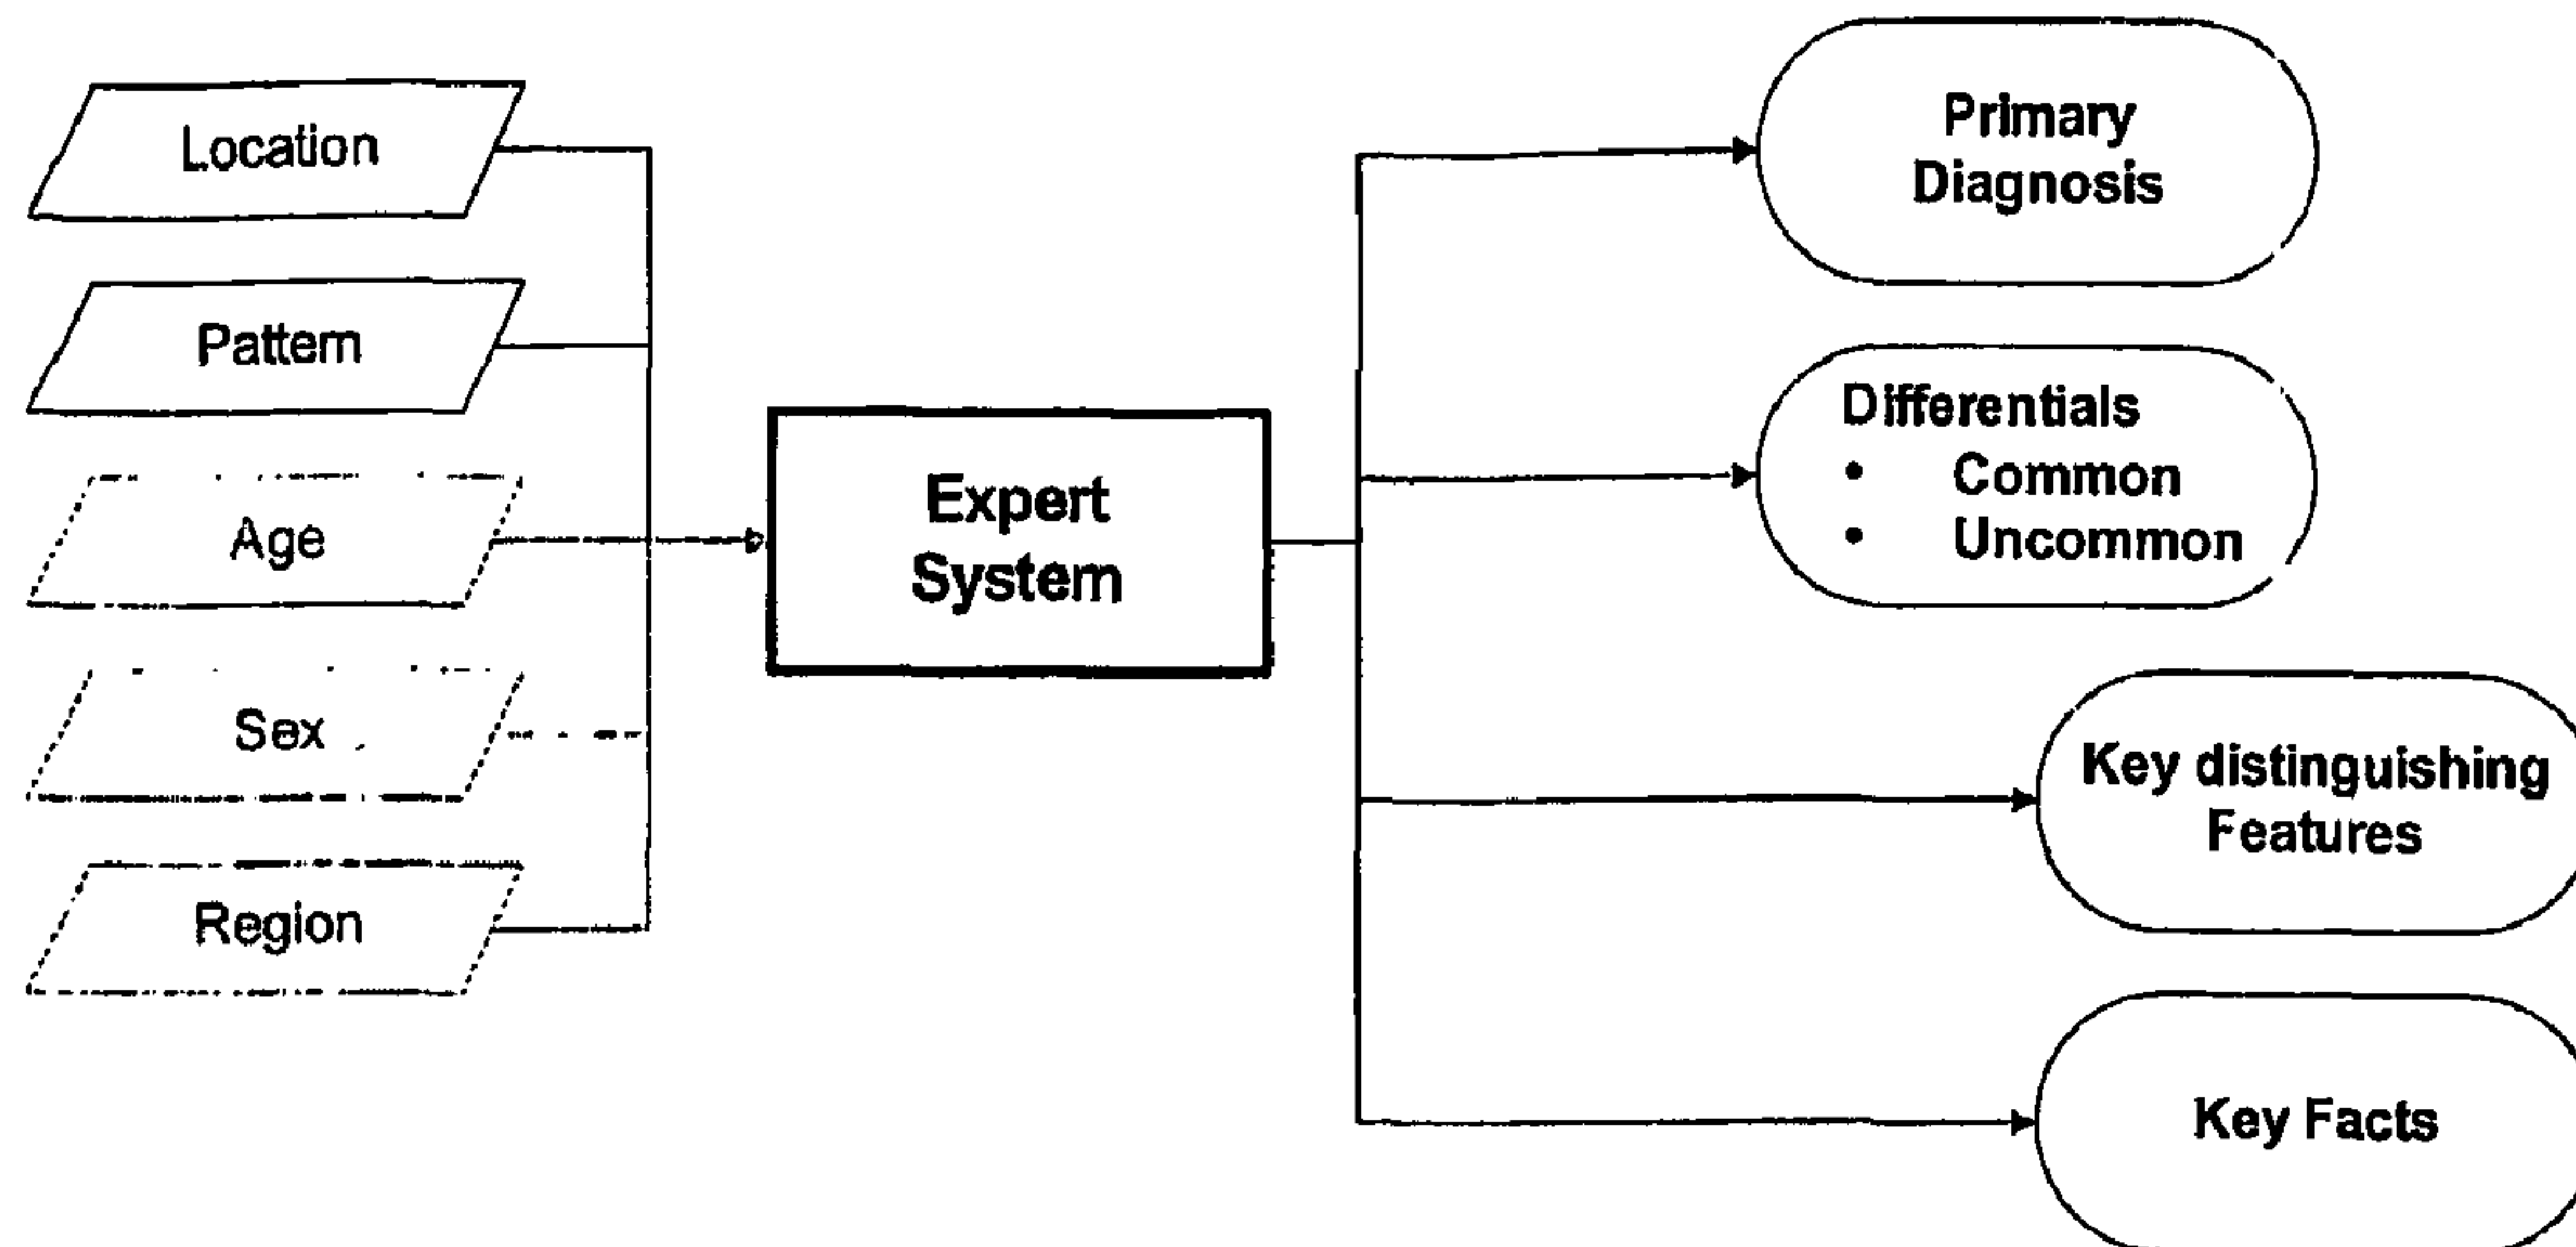 Location
Pattern
Age
Sex
Region
Expert
System
Primary
Diagnosis
Differentials
• Common
• Uncommon
Key distinguishing
Features
Key Facts